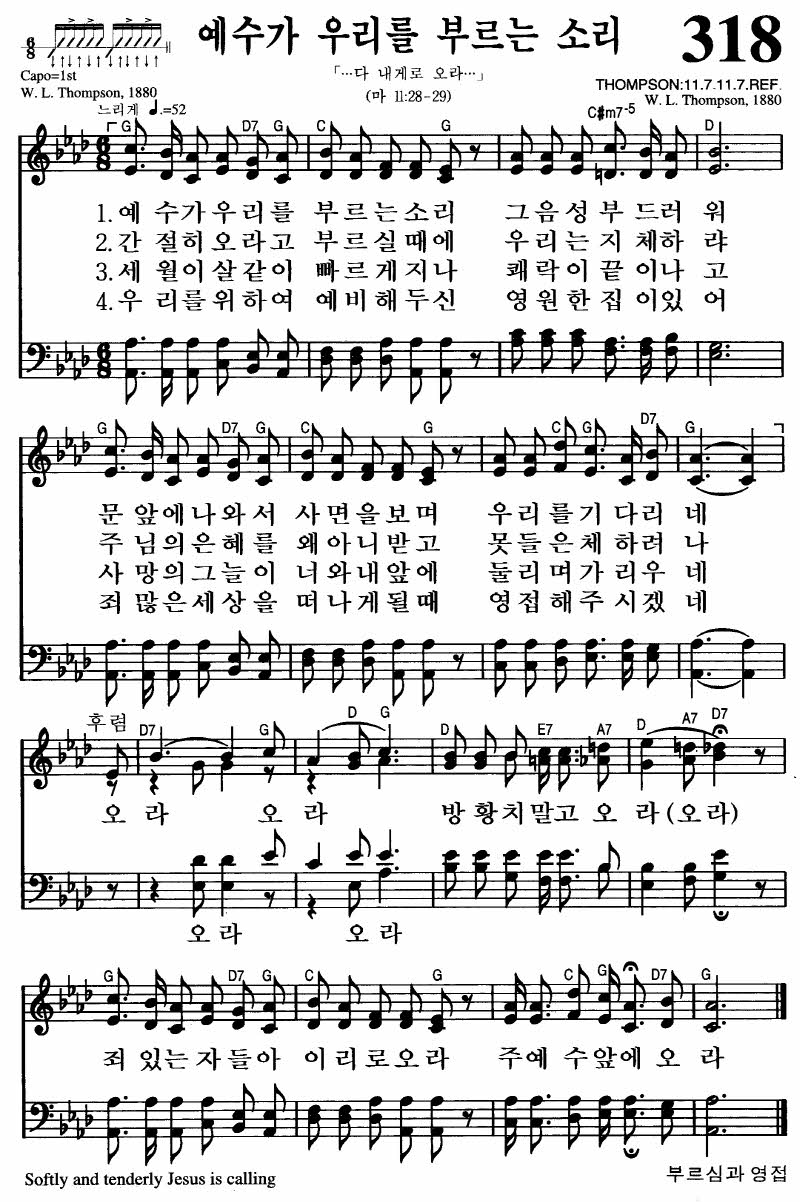 예수가 우리를 부르는 소리 318
「…다 내게로 오라…」
(마 11:28-29)
6/8
Capo=1st
W. L. Thompson, 1880
THOMPSON:11.7.11.7.REF.
W. L. Thompson, 1880
느리게 ♩.=52
G D7 G C G C#m7-5 D
1.예 수가우리를 부르는소리 그음성부드러 워
2.간 절히오라고 부르실때에 우리는지체하 랴
3.세 월이살같이 빠르게지나 쾌락이끝이나 고
4.우 리를위하여 예비해두신 영원한집이있 어
G D7 G C G C G D7 G
문 앞에나와서 사면을보며 우리를기다리 네
주 님의은혜를 왜아니받고 못들은체하려 나
사 망의그늘이 너와내앞에 둘리며가리우 네
죄 많은세상을 떠나게될때 영접해주시겠 네
후렴 D7 G D G D E7 A7 D A7 D7
오 라 오 라 방황치말고오 라(오라)
오라 오라
G D7 G C G C G D7 G
죄 있는자들아 이리로오라 주예수앞에오 라
Softly and tenderly Jesus is calling
부르심과 영접